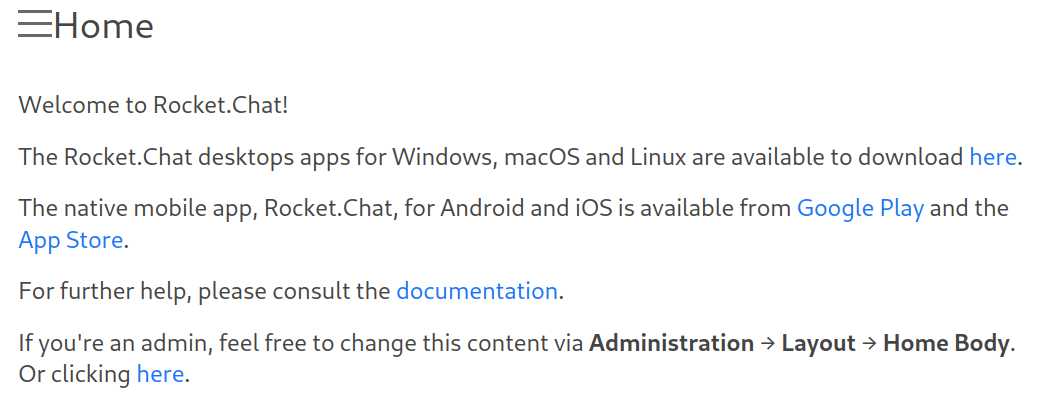 Home
Welcome to Rocket.Chat!
The Rocket.Chat desktops apps for Windows, macOS and Linux are available to download here.
The native mobile app, Rocket.Chat, for Android and iOS is available from Google Play and the
App Store.
For further help, please consult the documentation.
If you're an admin, feel free to change this content via Administration → Layout → Home Body.
Or clicking here.